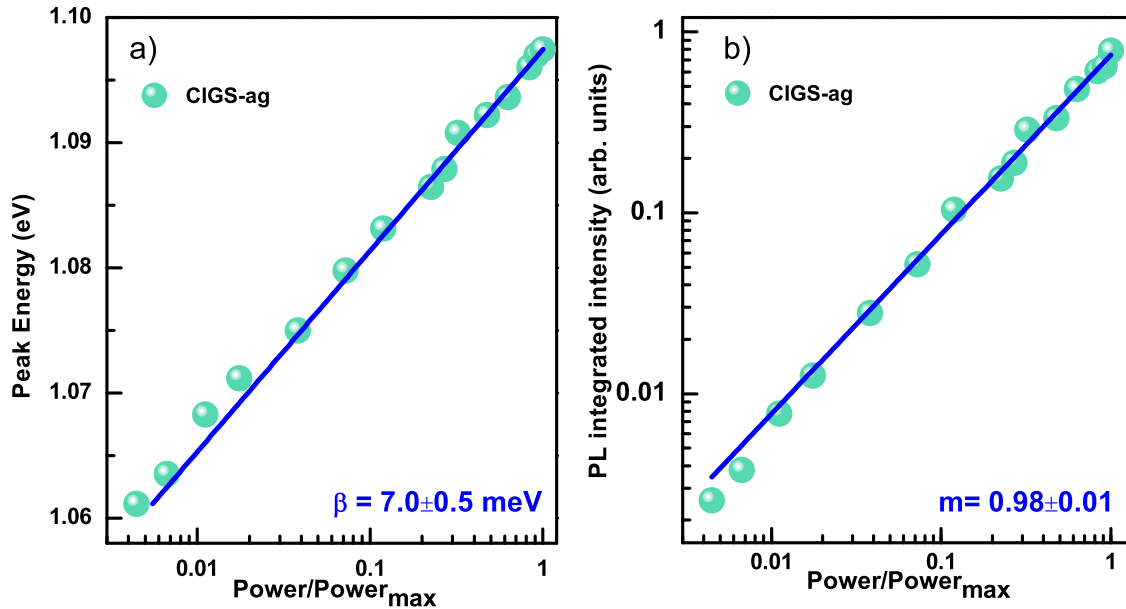 a)
CIGS-ag
Peak Energy (eV)
1.10
1.09
1.08
1.07
1.06
β = 7.0±0.5 meV
0.01
0.1
1
Power/Powermax
b)
CIGS-ag
PL integrated intensity (arb. units)
1
0.1
0.01
m= 0.98±0.01
0.01
0.1
1
Power/Powermax